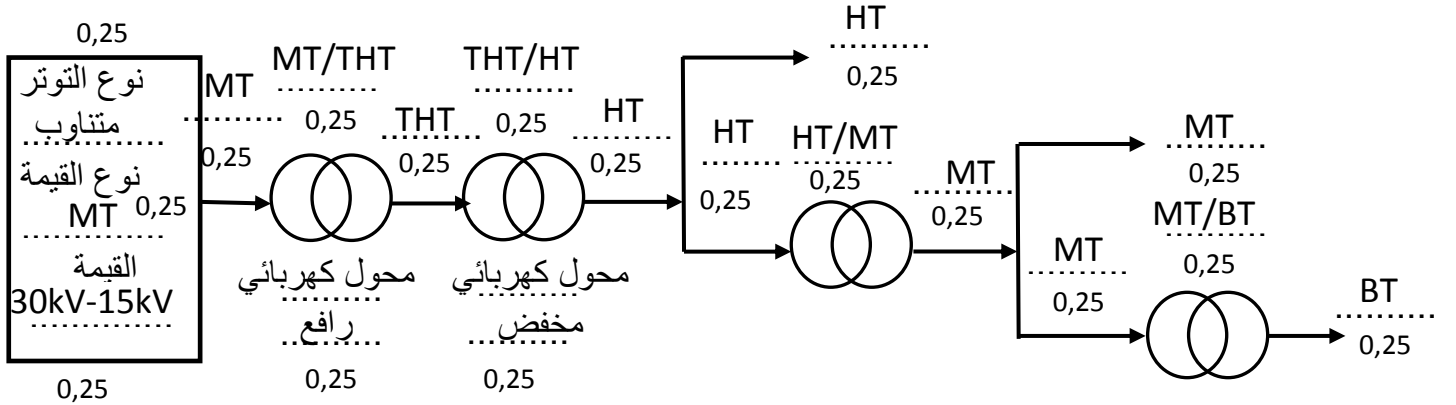 0,25
نوع التوتر
متناوب
نوع القيمة
0,25
MT
القيمة
30kV-15kV
0,25
MT
0,25
MT/THT
0,25
محول كهربائي
رافع
0,25
THT
0,25
THT/HT
0,25
محول كهربائي
مخفض
0,25
HT
0,25
HT
0,25
HT
0,25
HT/MT
0,25
MT
0,25
MT
0,25
MT
0,25
MT/BT
0,25
BT
0,25